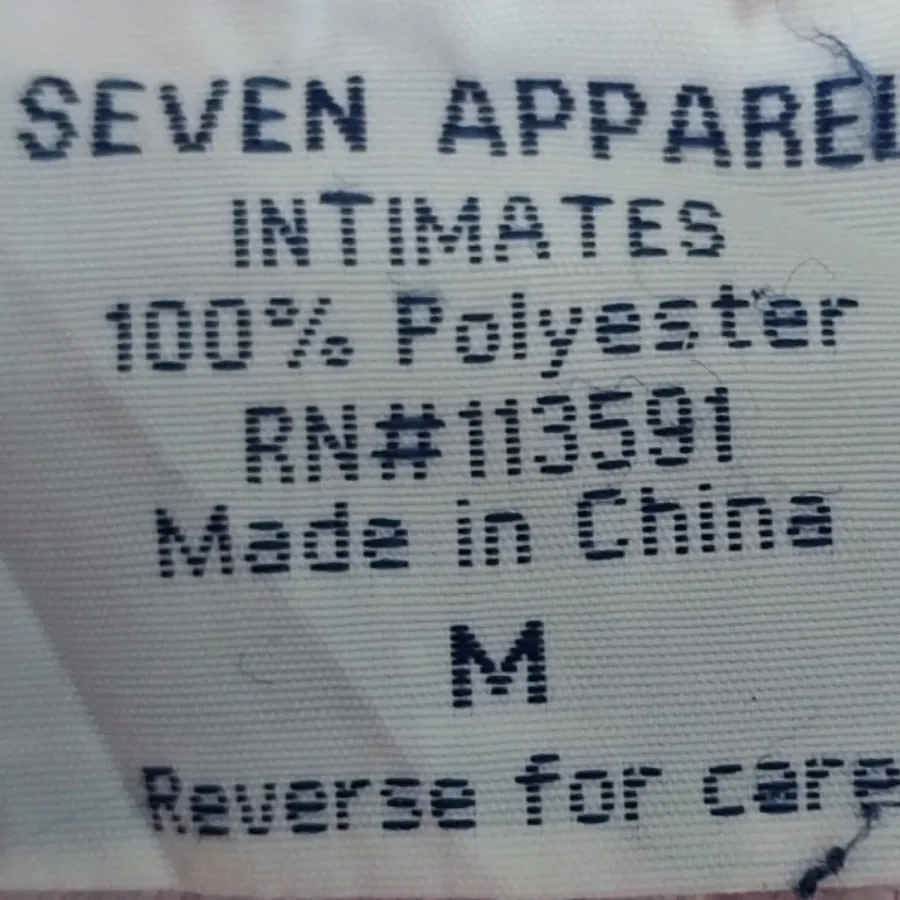 SEVEN APPAREL
INTIMATES
100% Polyester
RN#113591
Made in China
M
Reverse for care